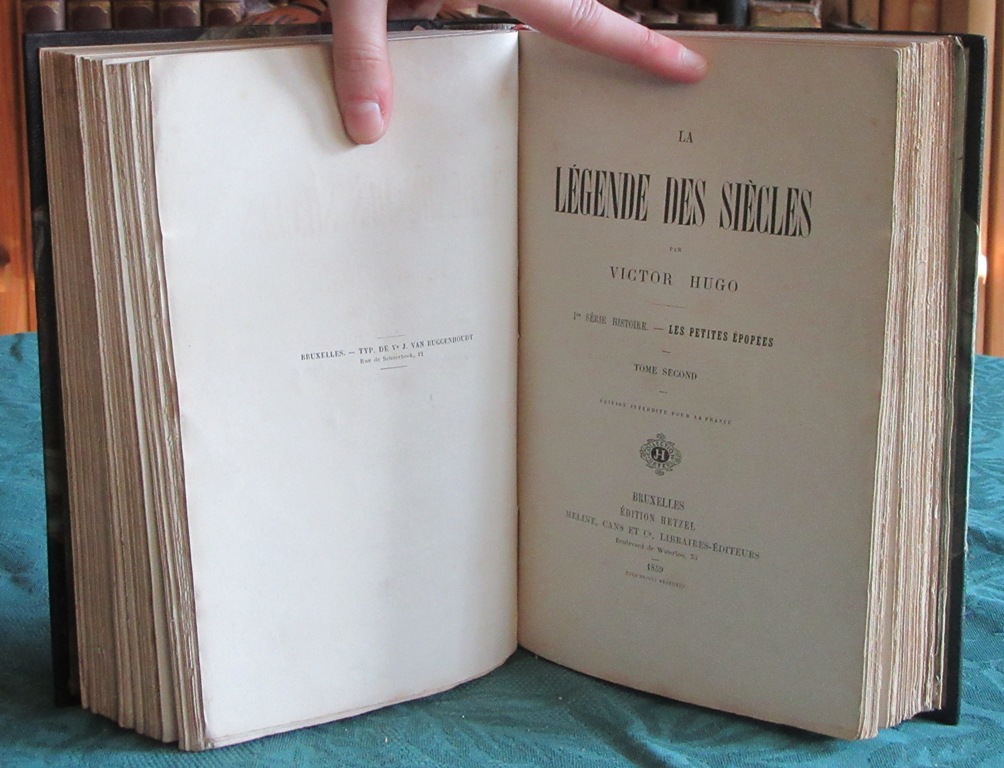 BRUXELLES. — TYP. DE Vᵉ J. VAN BUGGENHOUDT
Rue de Schaerbeek, 12
LA
LÉGENDE DES SIÈCLES
PAR
VICTOR HUGO
1ʳᵉ SÉRIE HISTOIRE. — LES PETITES ÉPOPÉES
—
TOME SECOND
—
ÉDITION INTERDITE POUR LA FRANCE
COLLECTION
H
BRUXELLES
ÉDITION HETZEL
MELINE, CANS ET Cᵉ, LIBRAIRES-ÉDITEURS
Boulevard de Waterloo, 35
—
1859